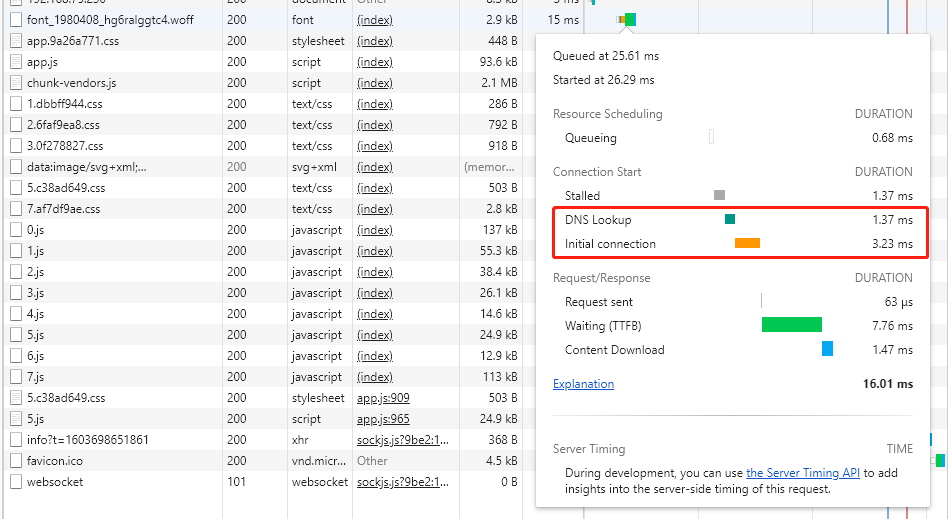 192.168.75.236 200 document Other 8.5 kB 5 ms
font_1980408_hg6ralggtc4.woff 200 font (index) 2.9 kB 15 ms
app.9a26a771.css 200 stylesheet (index) 448 B
app.js 200 script (index) 93.6 kB
chunk-vendors.js 200 script (index) 2.1 MB
1.dbbff944.css 200 text/css (index) 286 B
2.6faf9ea8.css 200 text/css (index) 792 B
3.0f278827.css 200 text/css (index) 918 B
data:image/svg+xml;... 200 svg+xml (index) (memor...
5.c38ad649.css 200 text/css (index) 503 B
7.af7df9ae.css 200 text/css (index) 2.8 kB
0.js 200 javascript (index) 137 kB
1.js 200 javascript (index) 55.3 kB
2.js 200 javascript (index) 38.4 kB
3.js 200 javascript (index) 26.1 kB
4.js 200 javascript (index) 14.6 kB
5.js 200 javascript (index) 24.9 kB
6.js 200 javascript (index) 12.9 kB
7.js 200 javascript (index) 113 kB
5.c38ad649.css 200 stylesheet app.js:909 503 B
5.js 200 script app.js:965 24.9 kB
info?t=1603698651861 200 xhr sockjs.js?9be2:1... 368 B
favicon.ico 200 vnd.micr... Other 4.5 kB
websocket 101 websocket sockjs.js?9be2:1... 0 B
Queued at 25.61 ms
Started at 26.29 ms
Resource Scheduling DURATION
Queueing 0.68 ms
Connection Start DURATION
Stalled 1.37 ms
DNS Lookup 1.37 ms
Initial connection 3.23 ms
Request/Response DURATION
Request sent 63 μs
Waiting (TTFB) 7.76 ms
Content Download 1.47 ms
Explanation 16.01 ms
Server Timing TIME
During development, you can use the Server Timing API to add
insights into the server-side timing of this request.